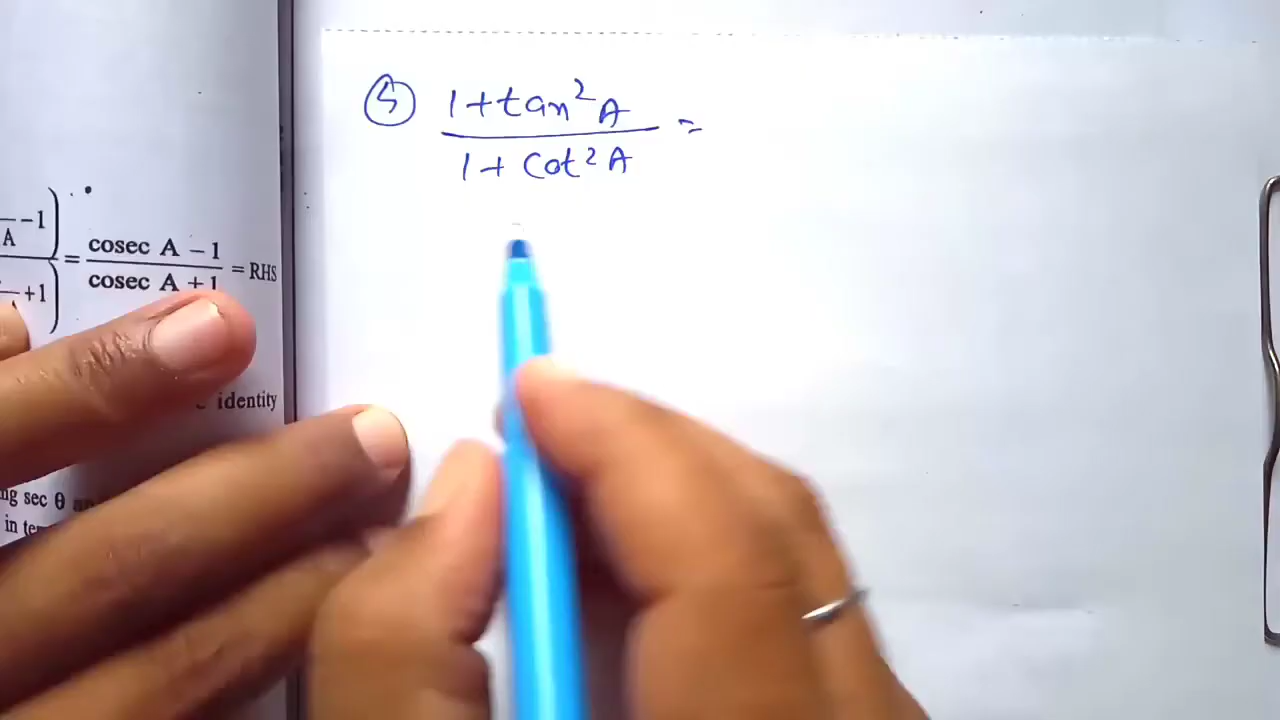 ⑤ 1+tan²A =
1+ cot²A
A -1) = cosec A − 1 = RHS
+1) cosec A + 1
identity
ng sec θ
in te